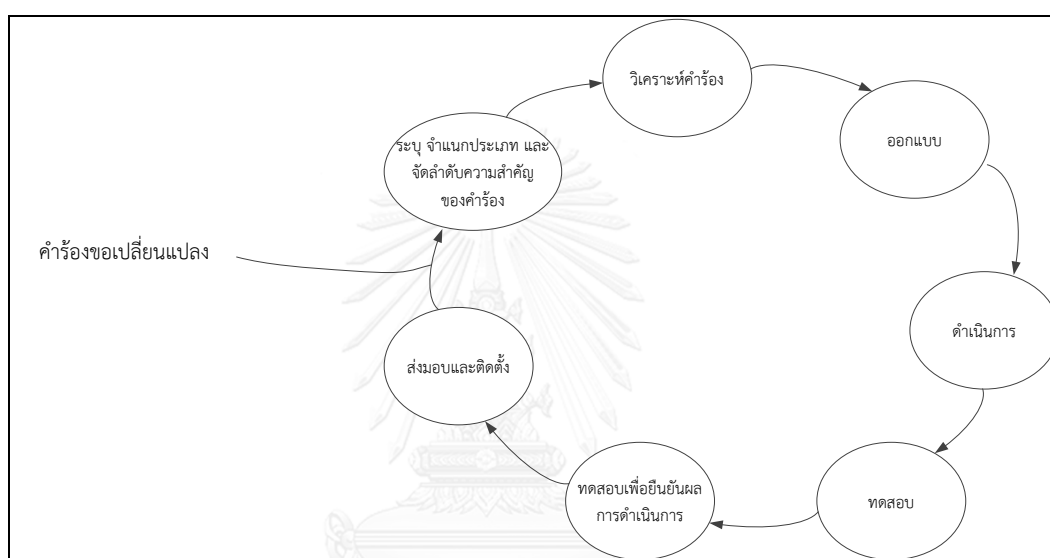 คำร้องขอเปลี่ยนแปลง
ระบุ จำแนกประเภท และ
จัดลำดับความสำคัญ
ของคำร้อง
วิเคราะห์คำร้อง
ออกแบบ
ดำเนินการ
ทดสอบ
ทดสอบเพื่อยืนยันผล
การดำเนินการ
ส่งมอบและติดตั้ง